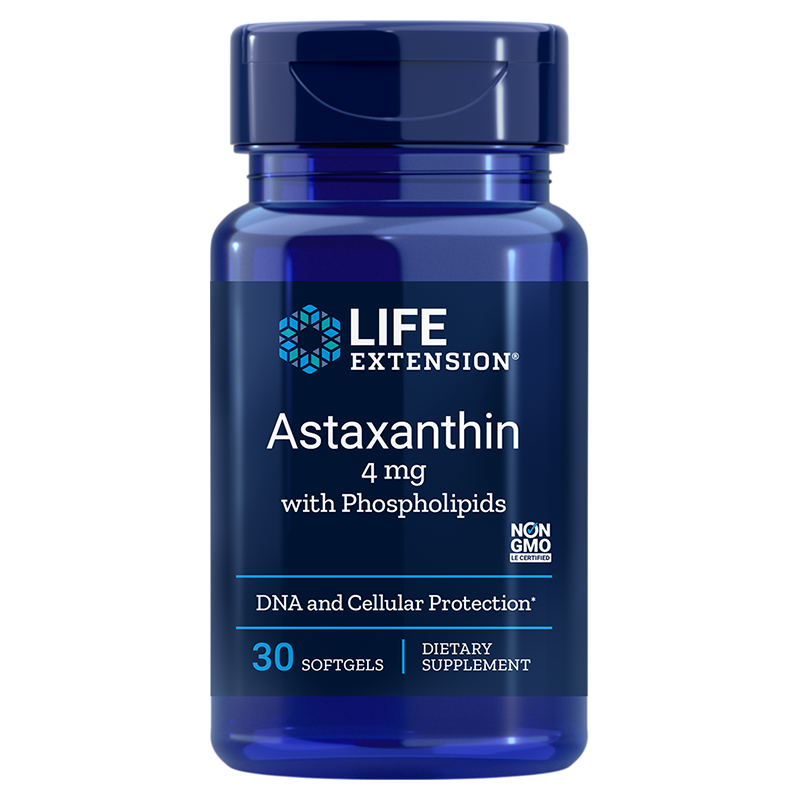 LIFE
EXTENSION®
Astaxanthin
4 mg
with Phospholipids
NON
GMO
LE CERTIFIED
DNA and Cellular Protection*
30 SOFTGELS
DIETARY
SUPPLEMENT